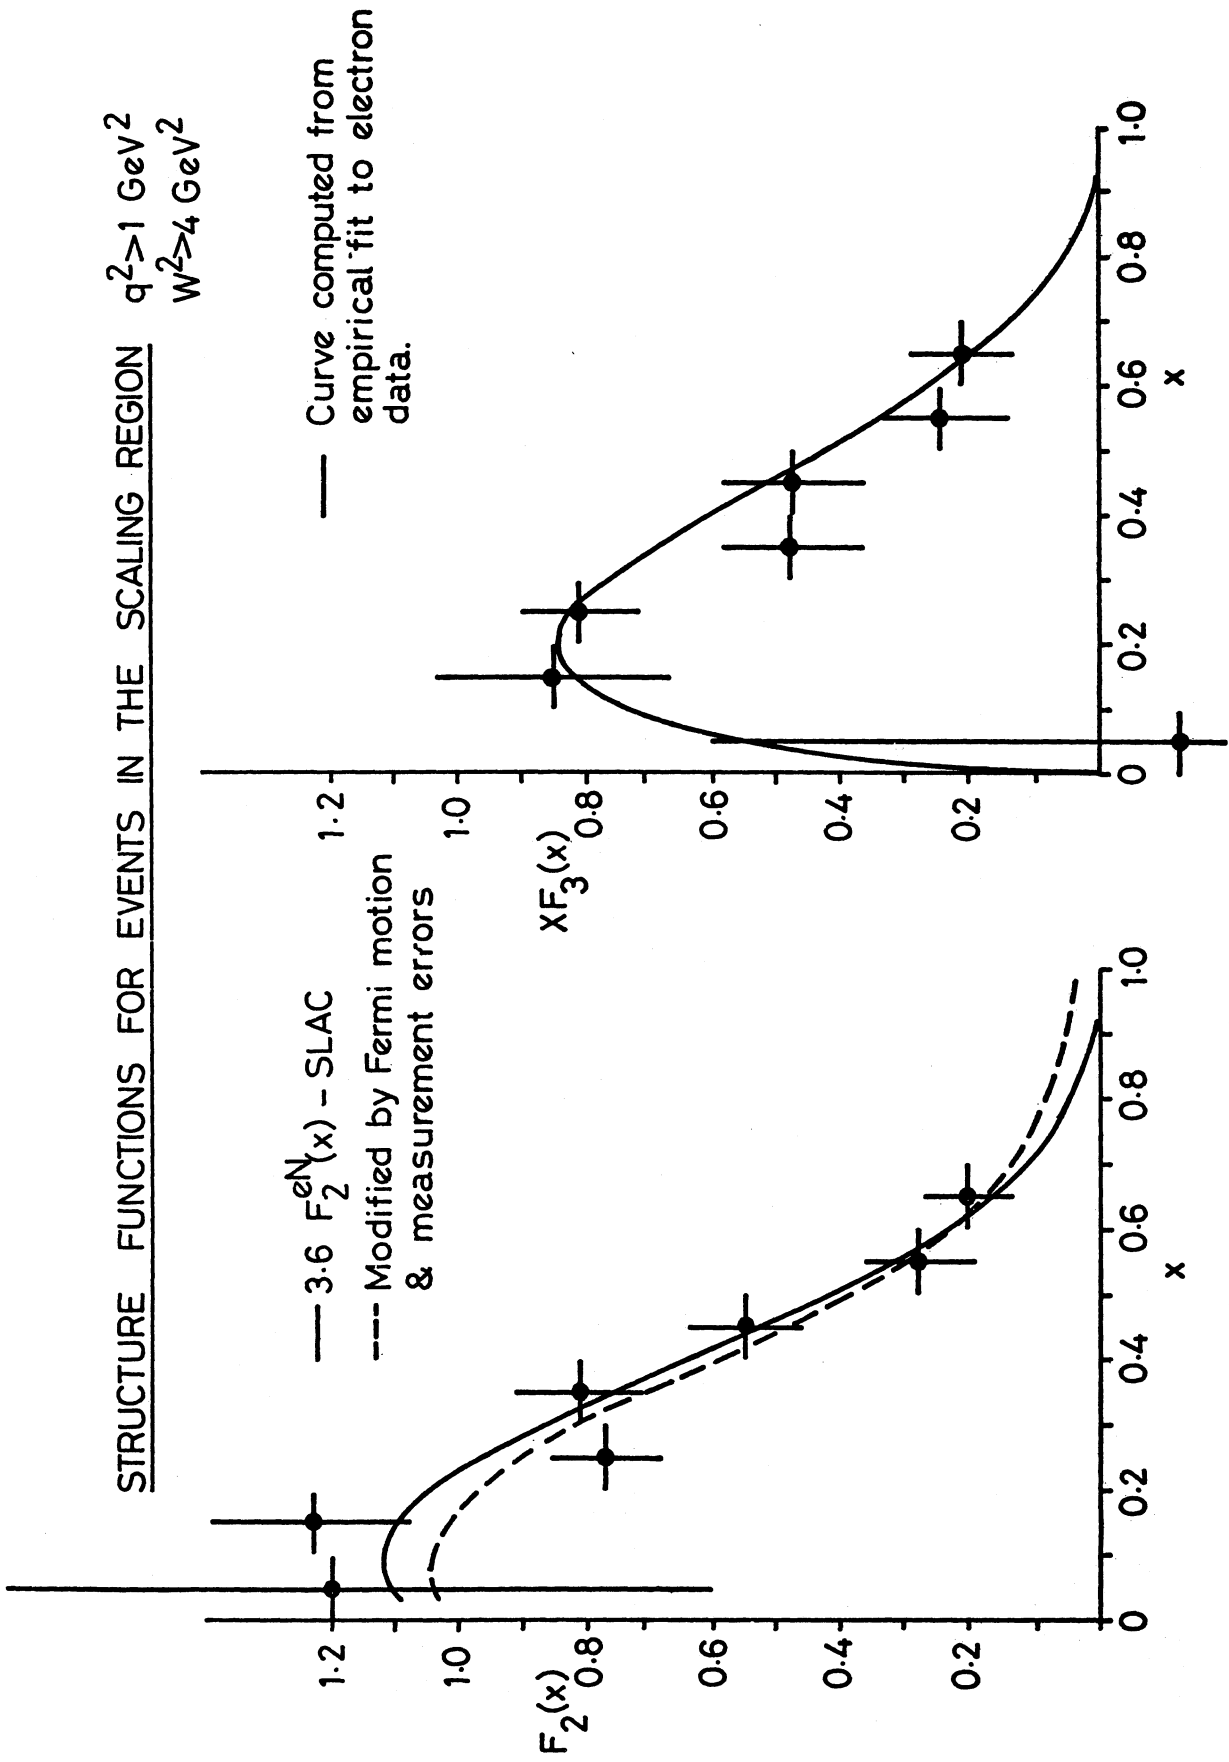 STRUCTURE FUNCTIONS FOR EVENTS IN THE SCALING REGION q²>1 GeV²
W²>4 GeV²
— 3·6 F₂ᵉᴺ(x) – SLAC
--- Modified by Fermi motion
& measurement errors
F₂(x)
1·2
1·0
0·8
0·6
0·4
0·2
0
0·2
0·4
0·6
0·8
1·0
x
— Curve computed from
empirical fit to electron
data.
XF₃(x)
1·2
1·0
0·8
0·6
0·4
0·2
0
0·2
0·4
0·6
0·8
1·0
x